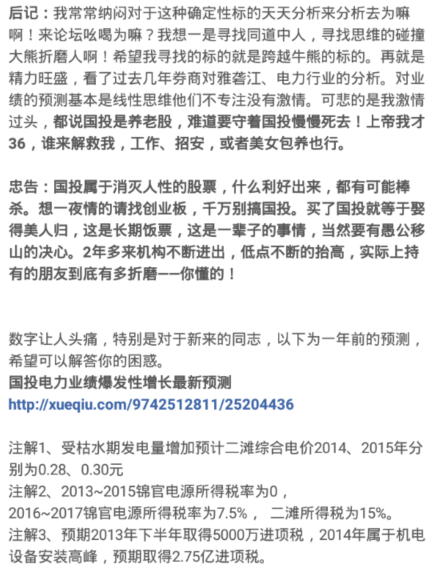 后记：我常常纳闷对于这种确定性标的天天分析来分析去为嘛
啊！来论坛吆喝为嘛？我想一是寻找同道中人，寻找思维的碰撞
大熊折磨人啊！希望我寻找的标的就是跨越牛熊的标的。再就是
精力旺盛，看了过去几年券商对雅砻江、电力行业的分析。对业
绩的预测基本是线性思维他们不专注没有激情。可悲的是我激情
过头，都说国投是养老股，难道要守着国投慢慢死去！上帝我才
36，谁来解救我，工作、招安，或者美女包养也行。
忠告：国投属于消灭人性的股票，什么利好出来，都有可能棒
杀。想一夜情的请找创业板，千万别搞国投。买了国投就等于娶
得美人归，这是长期饭票，这是一辈子的事情，当然要有愚公移
山的决心。2年多来机构不断进出，低点不断的抬高，实际上持
有的朋友到底有多折磨——你懂的！
数字让人头痛，特别是对于新来的同志，以下为一年前的预测，
希望可以解答你的困惑。
国投电力业绩爆发性增长最新预测
http://xueqiu.com/9742512811/25204436
注解1、受枯水期发电量增加预计二滩综合电价2014、2015年分
别为0.28、0.30元
注解2、2013~2015锦官电源所得税率为0，
2016~2017锦官电源所得税率为7.5%， 二滩所得税为15%。
注解3、预期2013年下半年取得5000万进项税，2014年属于机电
设备安装高峰，预期取得2.75亿进项税。